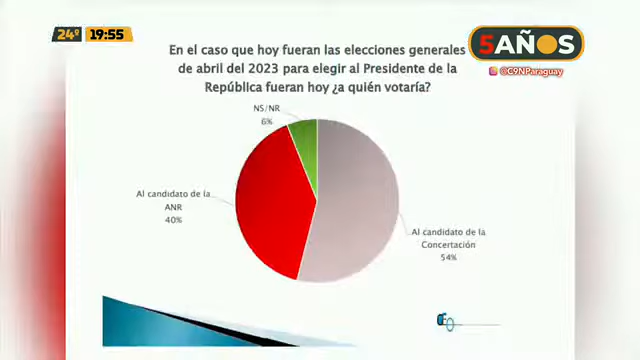 24º 19:55
5AÑOS
@C9NParaguay
En el caso que hoy fueran las elecciones generales
de abril del 2023 para elegir al Presidente de la
República fueran hoy ¿a quién votaría?
NS/NR
6%
Al candidato de la...
ANR
40%
Al candidato de la
Concertación
54%